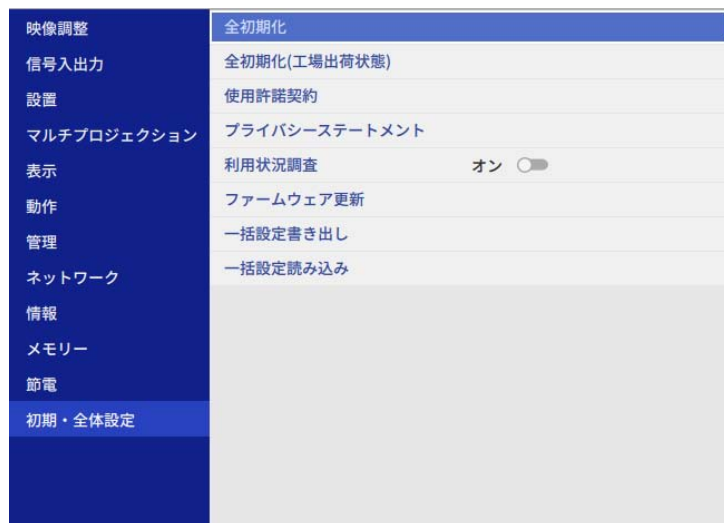 映像調整
信号入出力
設置
マルチプロジェクション
表示
動作
管理
ネットワーク
情報
メモリー
節電
初期・全体設定
全初期化
全初期化(工場出荷状態)
使用許諾契約
プライバシーステートメント
利用状況調査 オン
ファームウェア更新
一括設定書き出し
一括設定読み込み